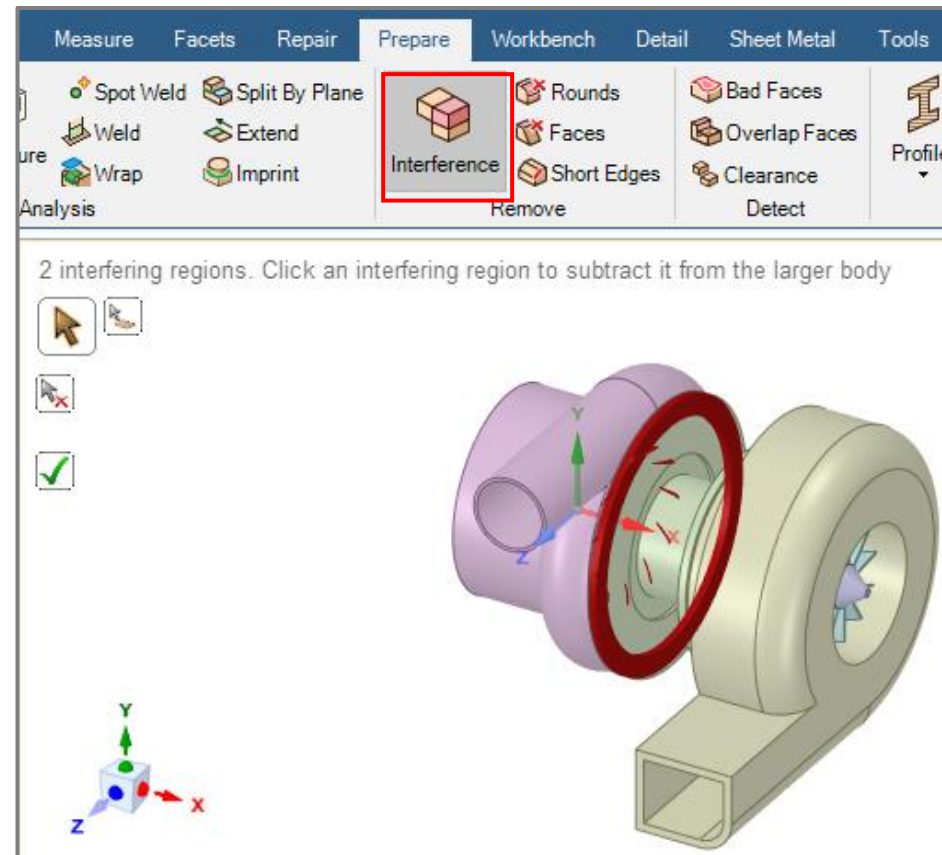 Measure Facets Repair Prepare Workbench Detail Sheet Metal Tools
Spot Weld Split By Plane Rounds Bad Faces
Weld Extend Faces Overlap Faces
ure Interference Profile
Wrap Imprint Short Edges Clearance
Analysis Remove Detect
2 interfering regions. Click an interfering region to subtract it from the larger body
Y
X
Z
Y
X
Z